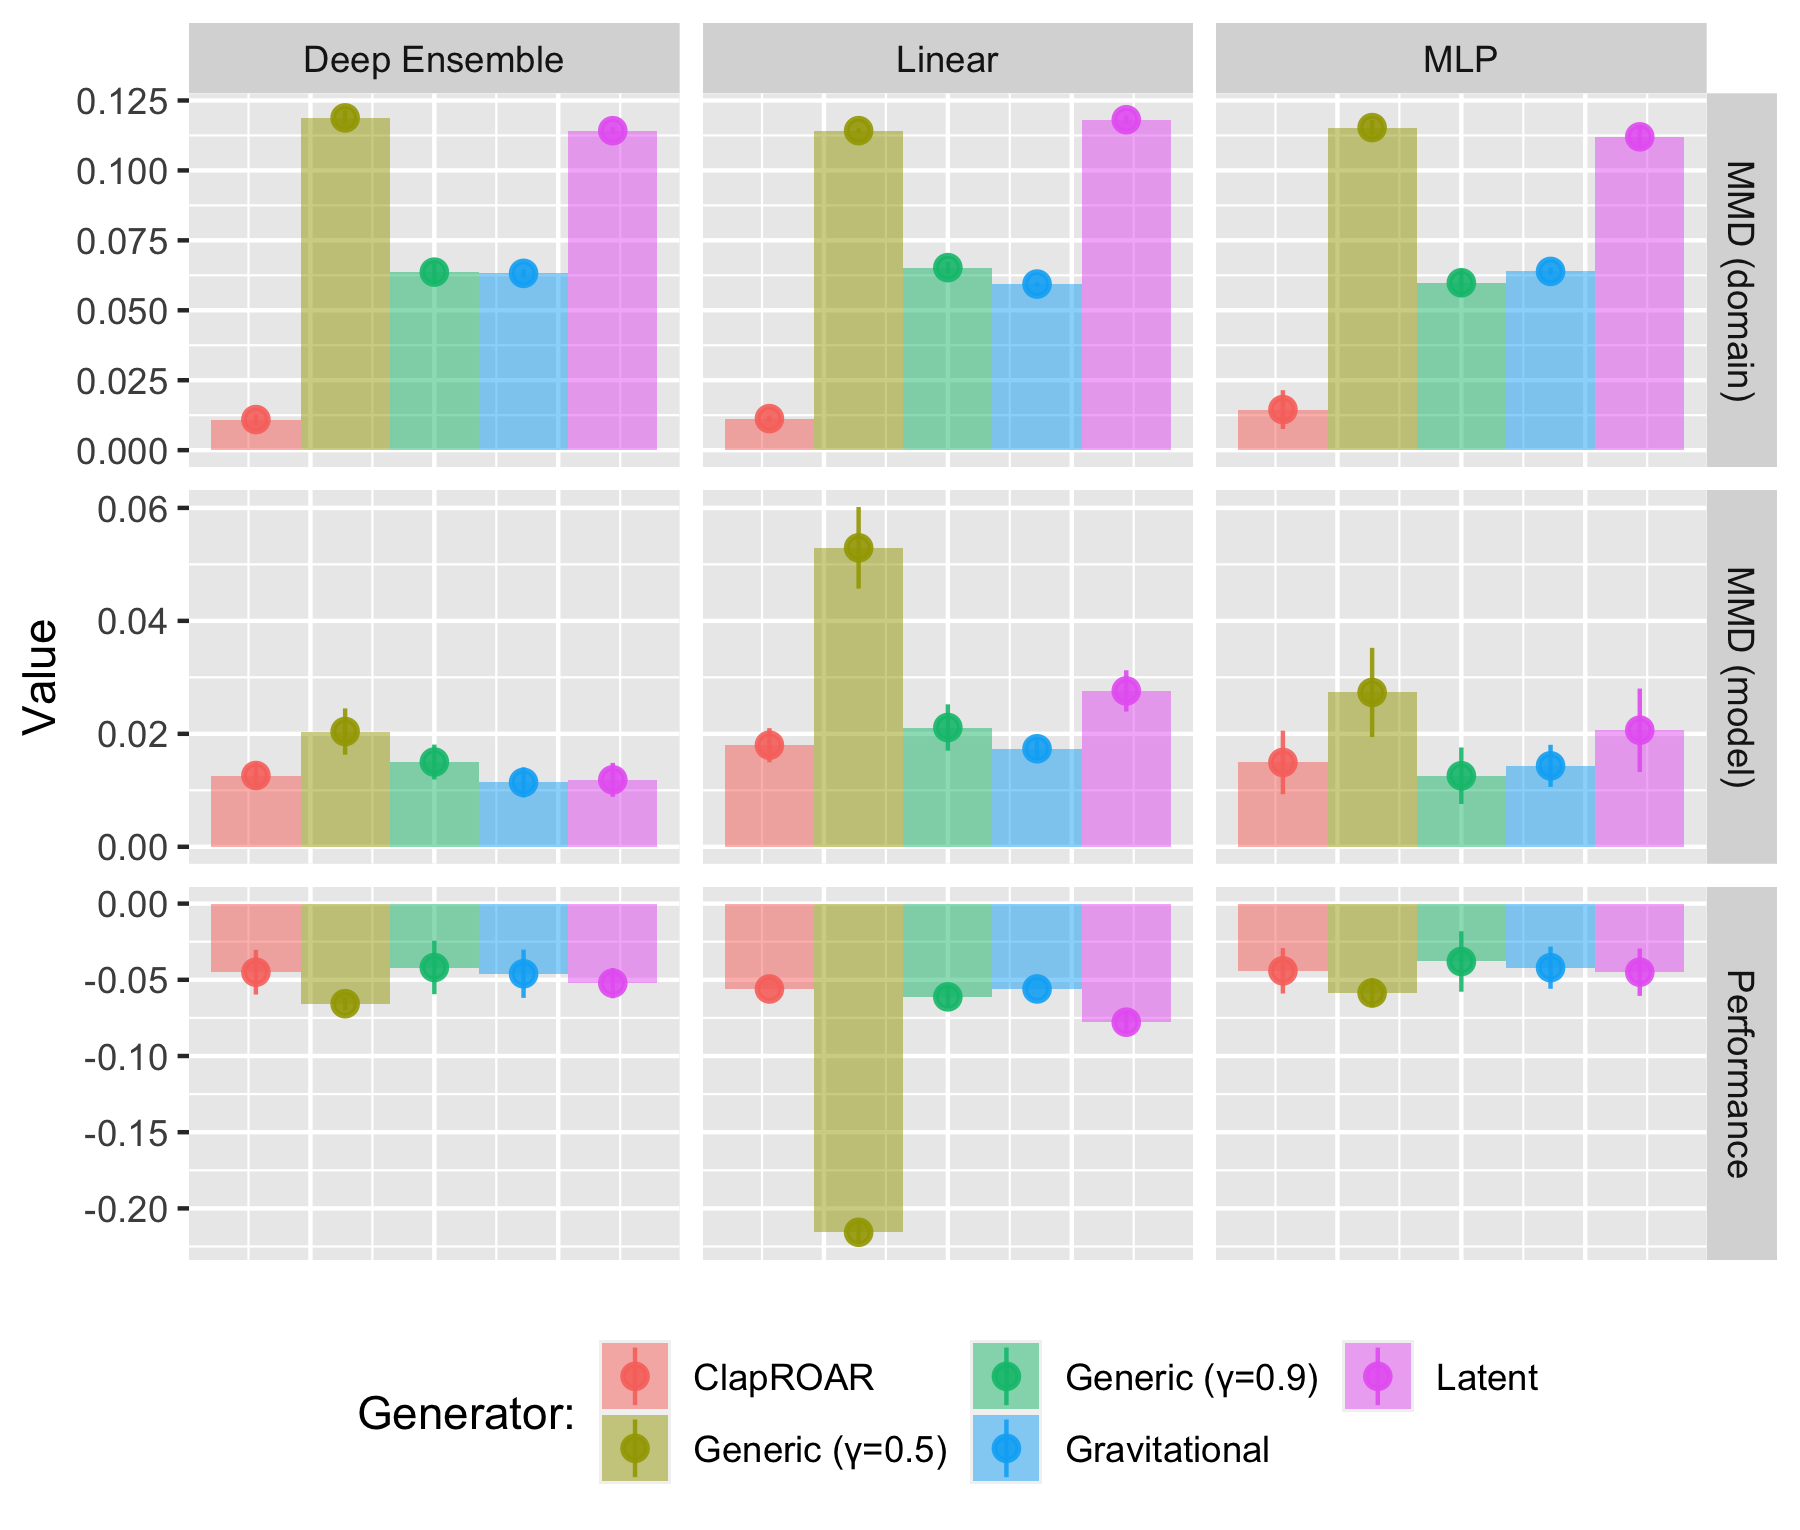 Deep Ensemble
Linear
MLP
0.125
0.100
0.075
0.050
0.025
0.000
MMD (domain)
0.06
0.04
0.02
0.00
MMD (model)
Value
0.00
-0.05
-0.10
-0.15
-0.20
Performance
Generator:
ClapROAR
Generic (γ=0.5)
Generic (γ=0.9)
Gravitational
Latent